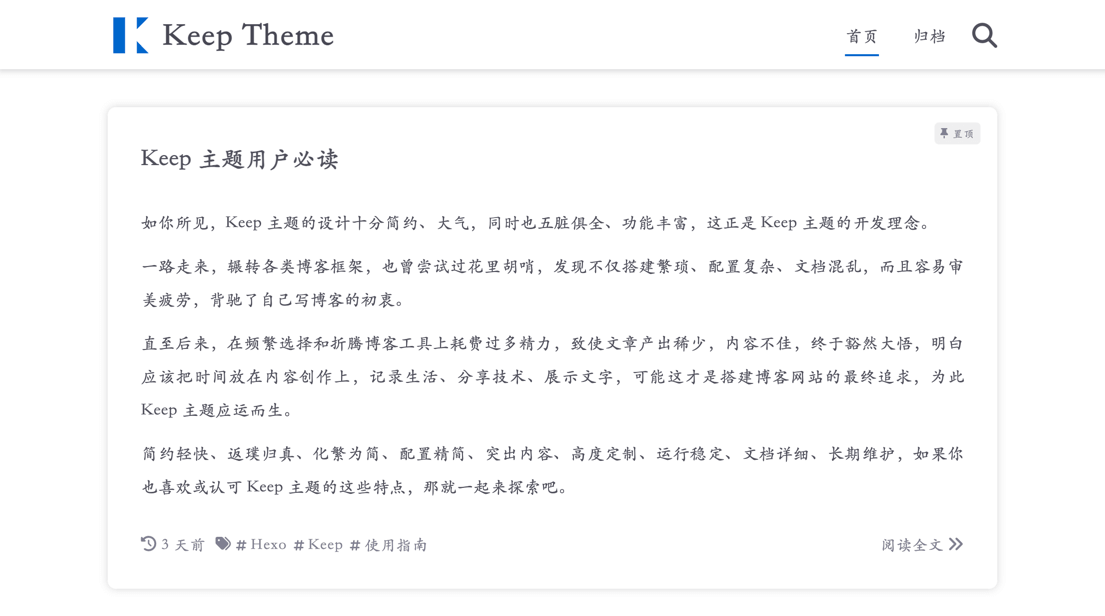 Keep Theme
首页
归档
置顶
Keep 主题用户必读
如你所见，Keep 主题的设计十分简约、大气，同时也五脏俱全、功能丰富，这正是 Keep 主题的开发理念。
一路走来，辗转各类博客框架，也曾尝试过花里胡哨，发现不仅搭建繁琐、配置复杂、文档混乱，而且容易审
美疲劳，背驰了自己写博客的初衷。
直至后来，在频繁选择和折腾博客工具上耗费过多精力，致使文章产出稀少，内容不佳，终于豁然大悟，明白
应该把时间放在内容创作上，记录生活、分享技术、展示文字，可能这才是搭建博客网站的最终追求，为此
Keep 主题应运而生。
简约轻快、返璞归真、化繁为简、配置精简、突出内容、高度定制、运行稳定、文档详细、长期维护，如果你
也喜欢或认可 Keep 主题的这些特点，那就一起来探索吧。
3 天前 # Hexo # Keep # 使用指南
阅读全文